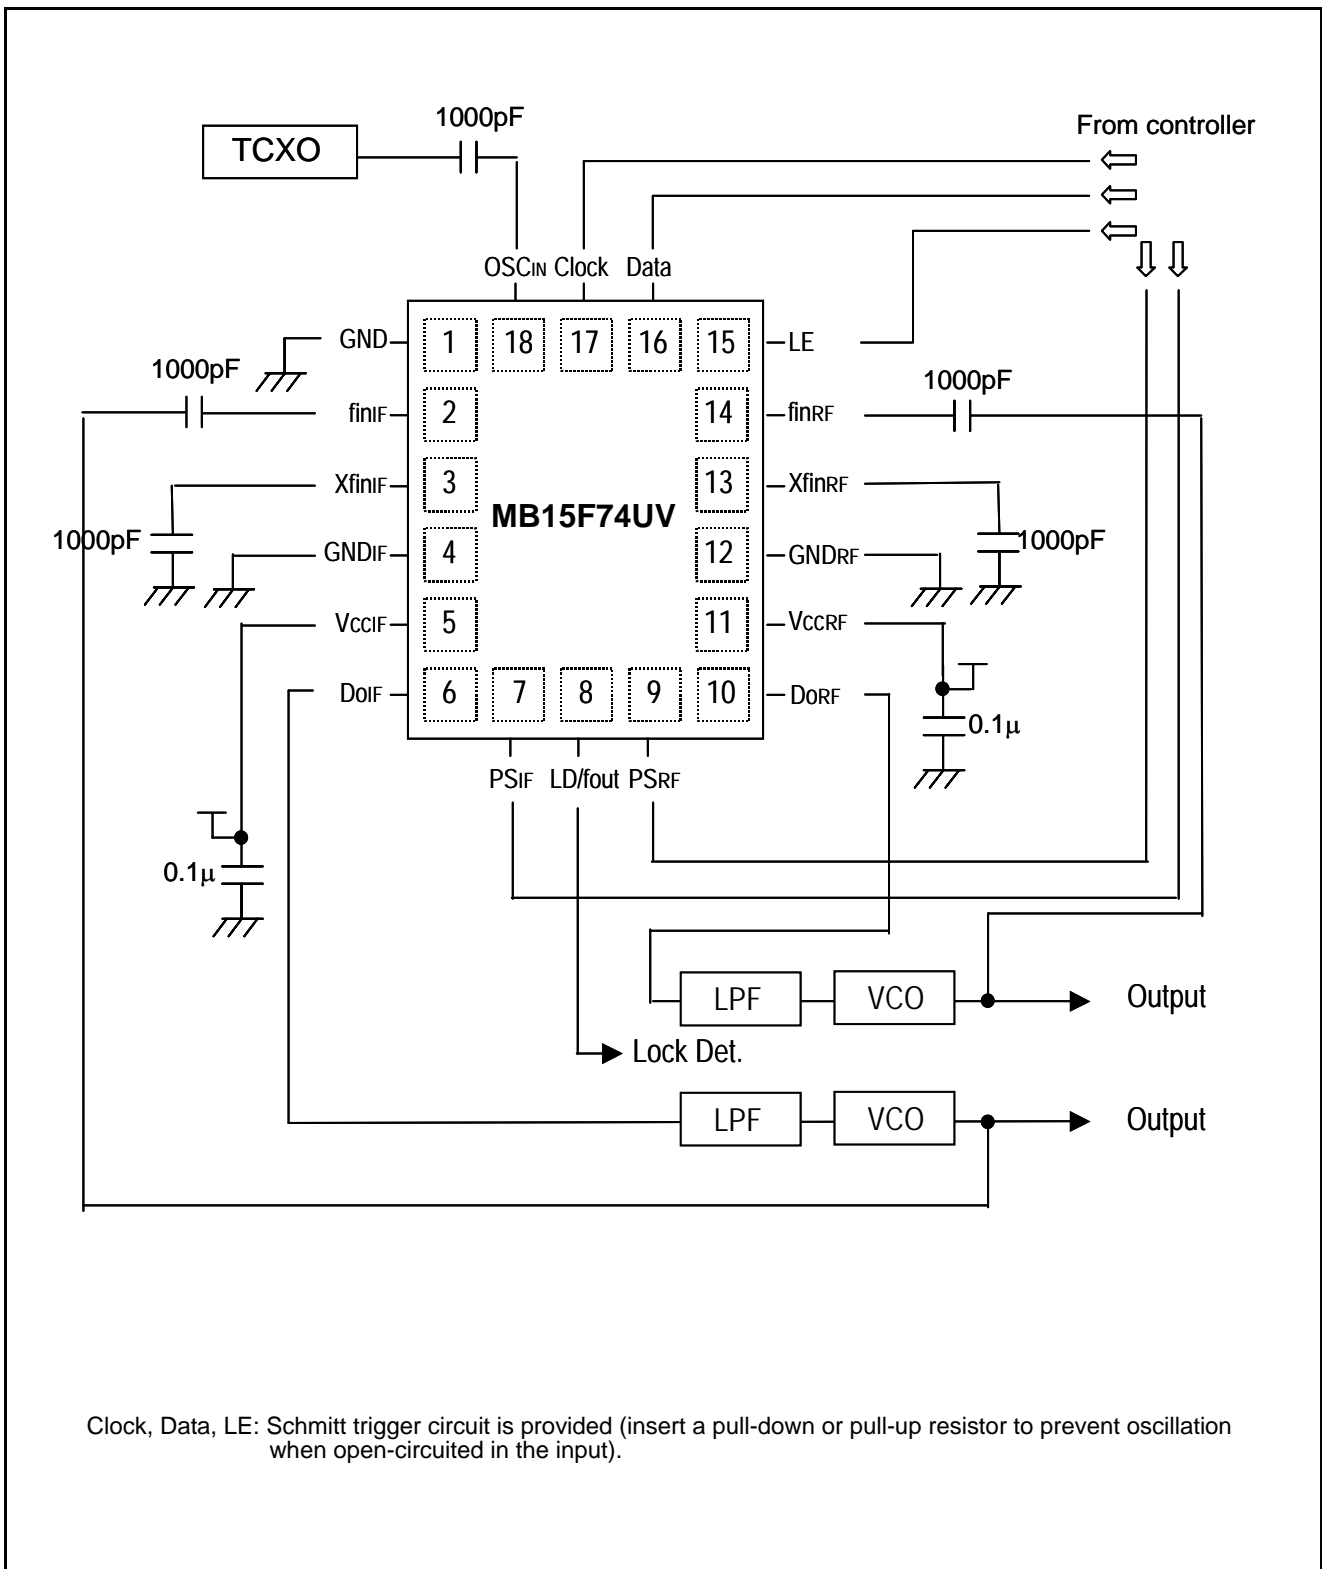 1000pF
TCXO
From controller
OSCIN Clock Data
GND 1 18 17 16 15 LE
1000pF
1000pF
finIF 2 14 finRF
XfinIF 3 13 XfinRF
MB15F74UV
1000pF
1000pF
GNDIF 4 12 GNDRF
VccIF 5 11 VccRF
DoIF 6 7 8 9 10 DoRF
0.1μ
PSIF LD/fout PSRF
0.1μ
LPF VCO Output
Lock Det.
LPF VCO Output
Clock, Data, LE: Schmitt trigger circuit is provided (insert a pull-down or pull-up resistor to prevent oscillation
when open-circuited in the input).